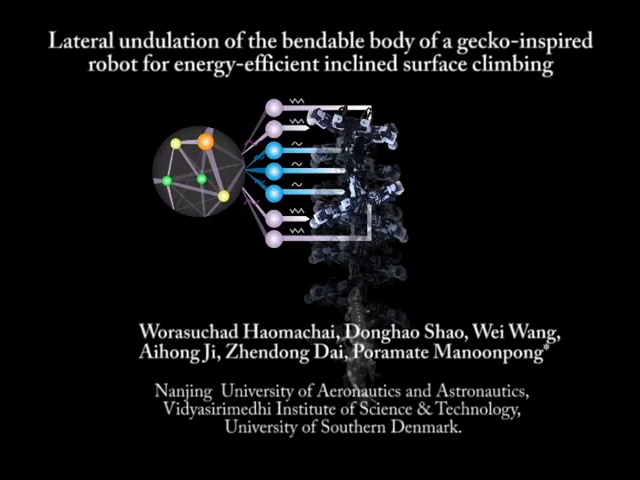 Lateral undulation of the bendable body of a gecko-inspired
robot for energy-efficient inclined surface climbing
Worasuchad Haomachai, Donghao Shao, Wei Wang,
Aihong Ji, Zhendong Dai, Poramate Manoonpong*
Nanjing University of Aeronautics and Astronautics,
Vidyasirimedhi Institute of Science & Technology,
University of Southern Denmark.